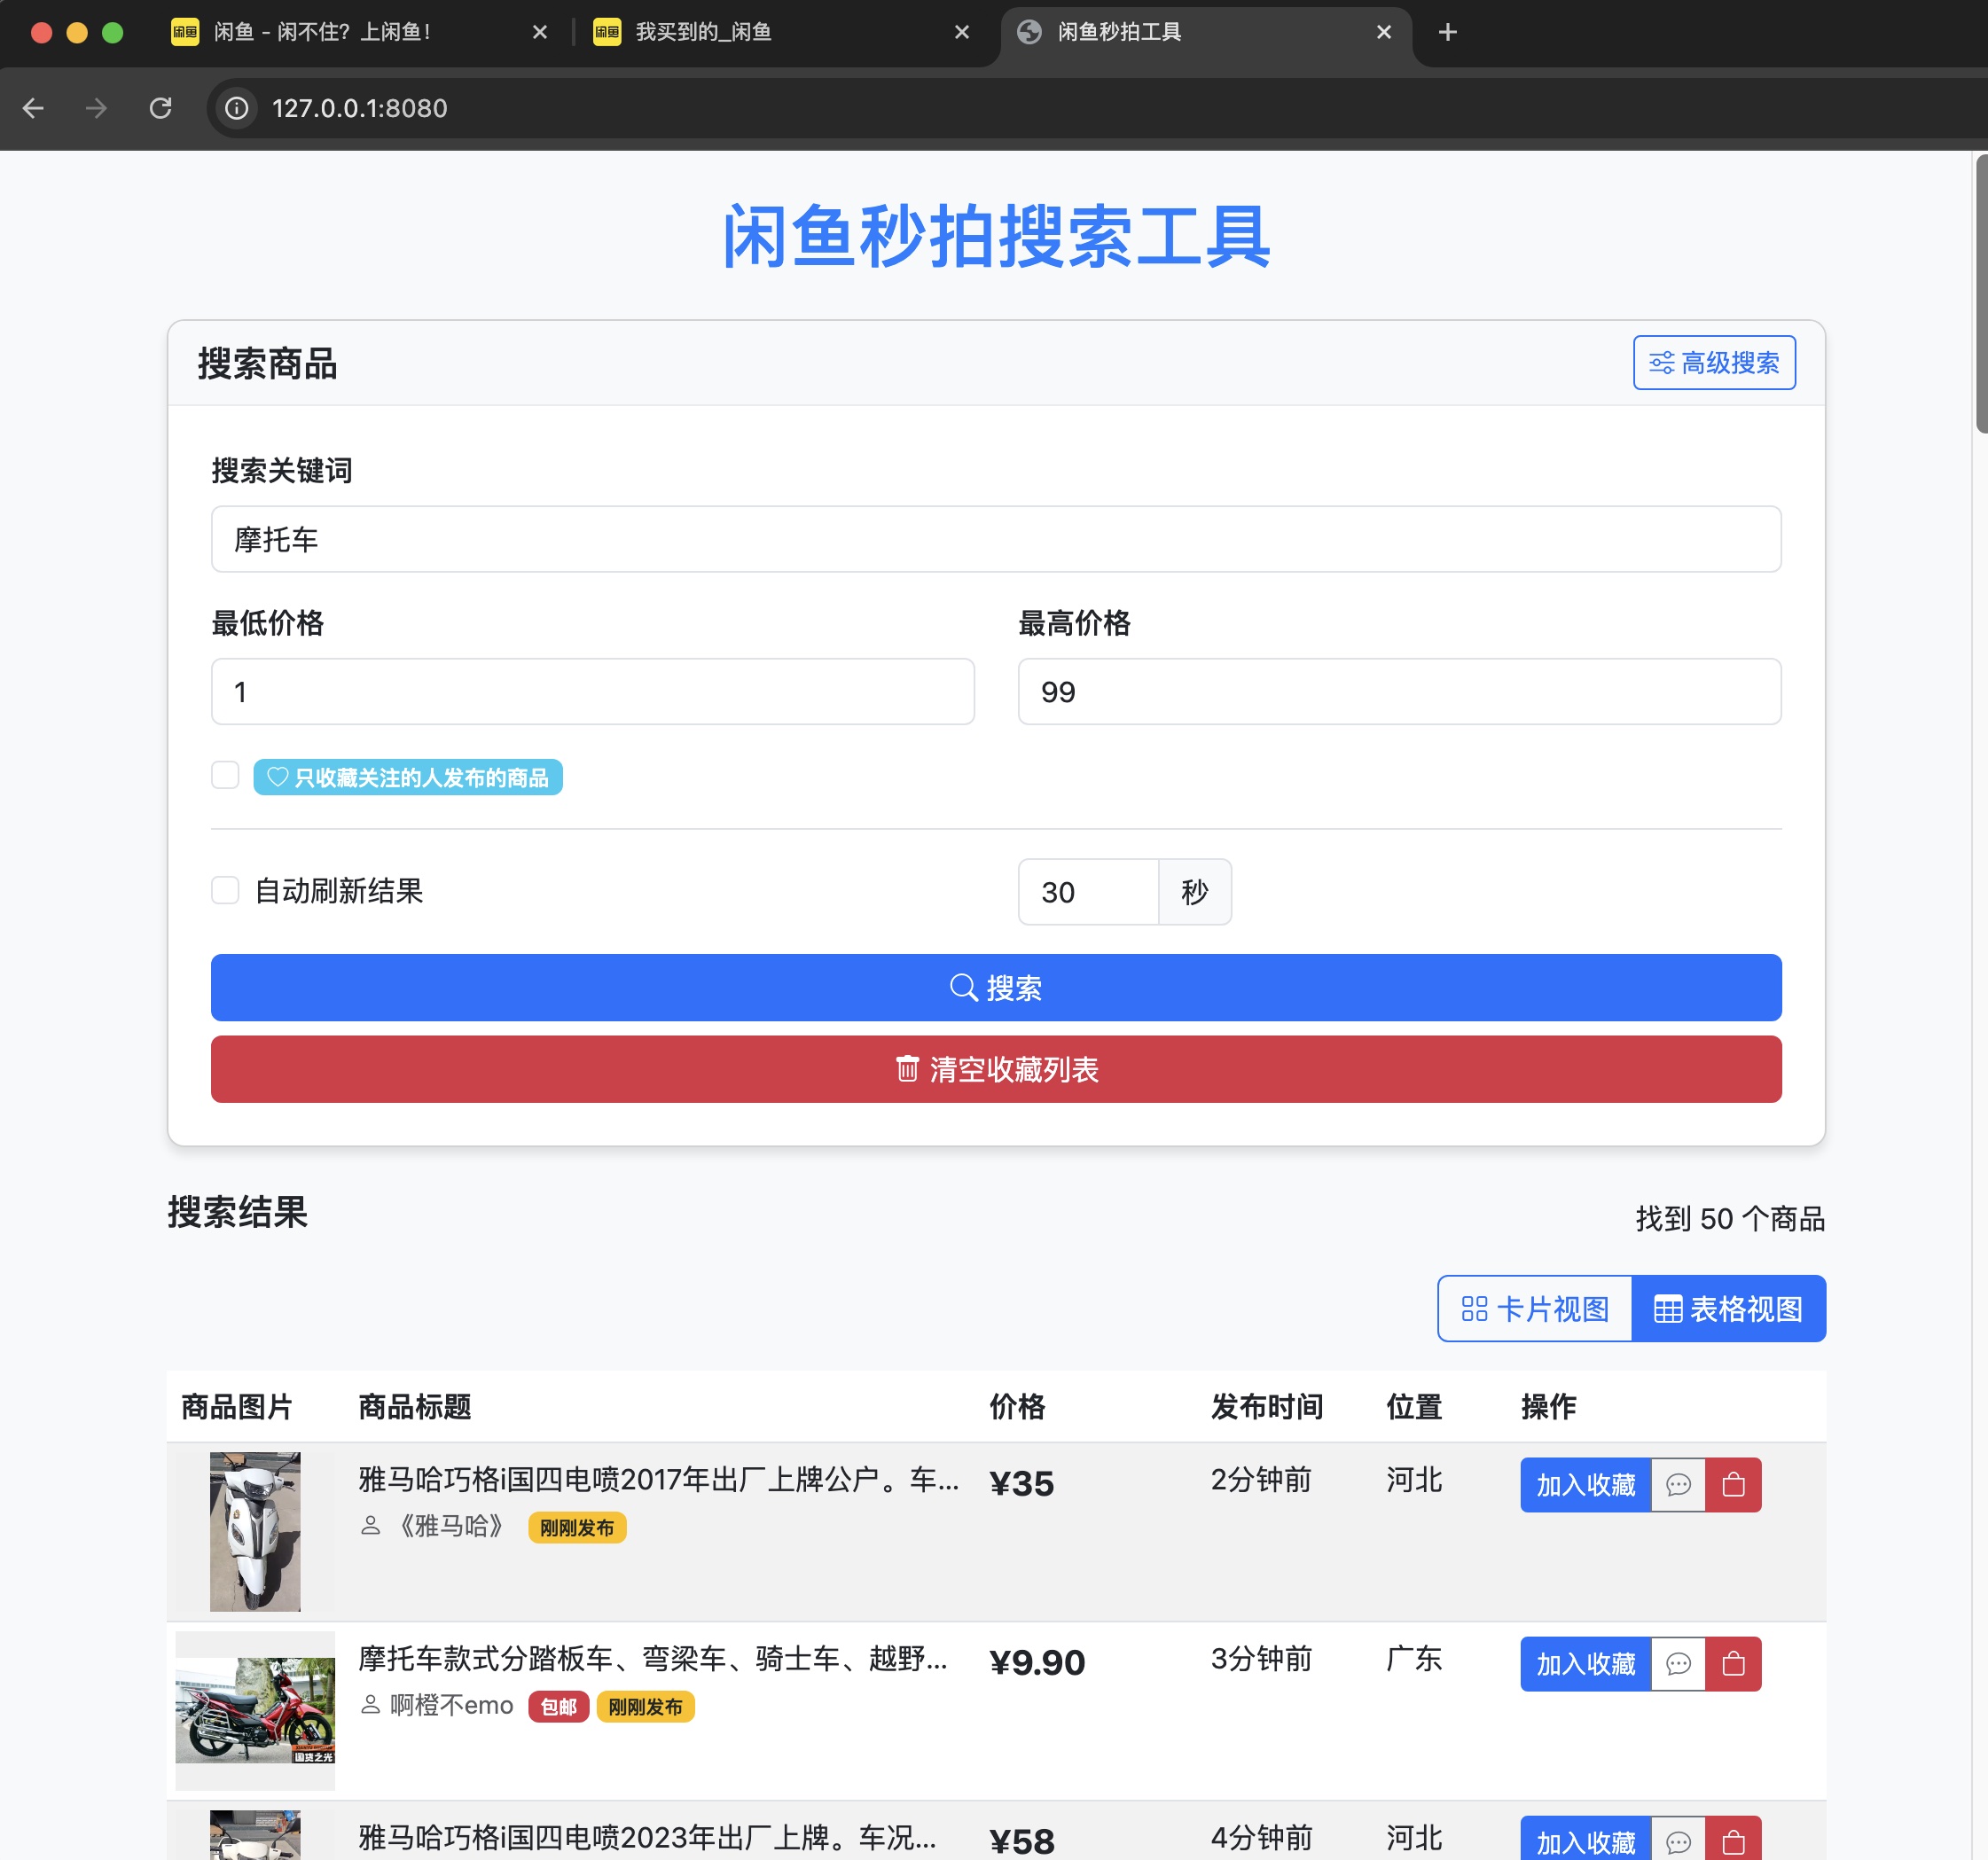 闲鱼 - 闲不住？上闲鱼！
我买到的_闲鱼
闲鱼秒拍工具
127.0.0.1:8080
闲鱼秒拍搜索工具
搜索商品
高级搜索
搜索关键词
摩托车
最低价格
最高价格
1
99
只收藏关注的人发布的商品
自动刷新结果
30
秒
搜索
清空收藏列表
搜索结果
找到 50 个商品
卡片视图
表格视图
商品图片 商品标题 价格 发布时间 位置 操作
雅马哈巧格i国四电喷2017年出厂上牌公户。车... ¥35 2分钟前 河北 加入收藏
《雅马哈》 刚刚发布
摩托车款式分踏板车、弯梁车、骑士车、越野... ¥9.90 3分钟前 广东 加入收藏
啊橙不emo 包邮 刚刚发布
国货之光
雅马哈巧格i国四电喷2023年出厂上牌。车况... ¥58 4分钟前 河北 加入收藏